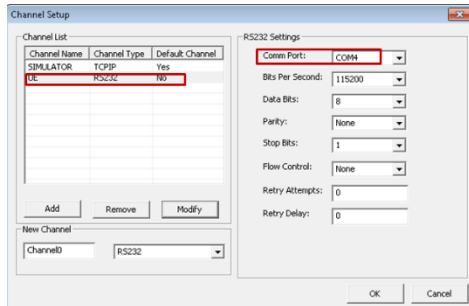 Channel Setup
Channel List
Channel Name Channel Type Default Channel
SIMULATOR TCPIP Yes
UE RS232 No
Add Remove Modify
New Channel
Channel0 RS232
RS232 Settings
Comm Port: COM4
Bits Per Second: 115200
Data Bits: 8
Parity: None
Stop Bits: 1
Flow Control: None
Retry Attempts: 0
Retry Delay: 0
OK Cancel